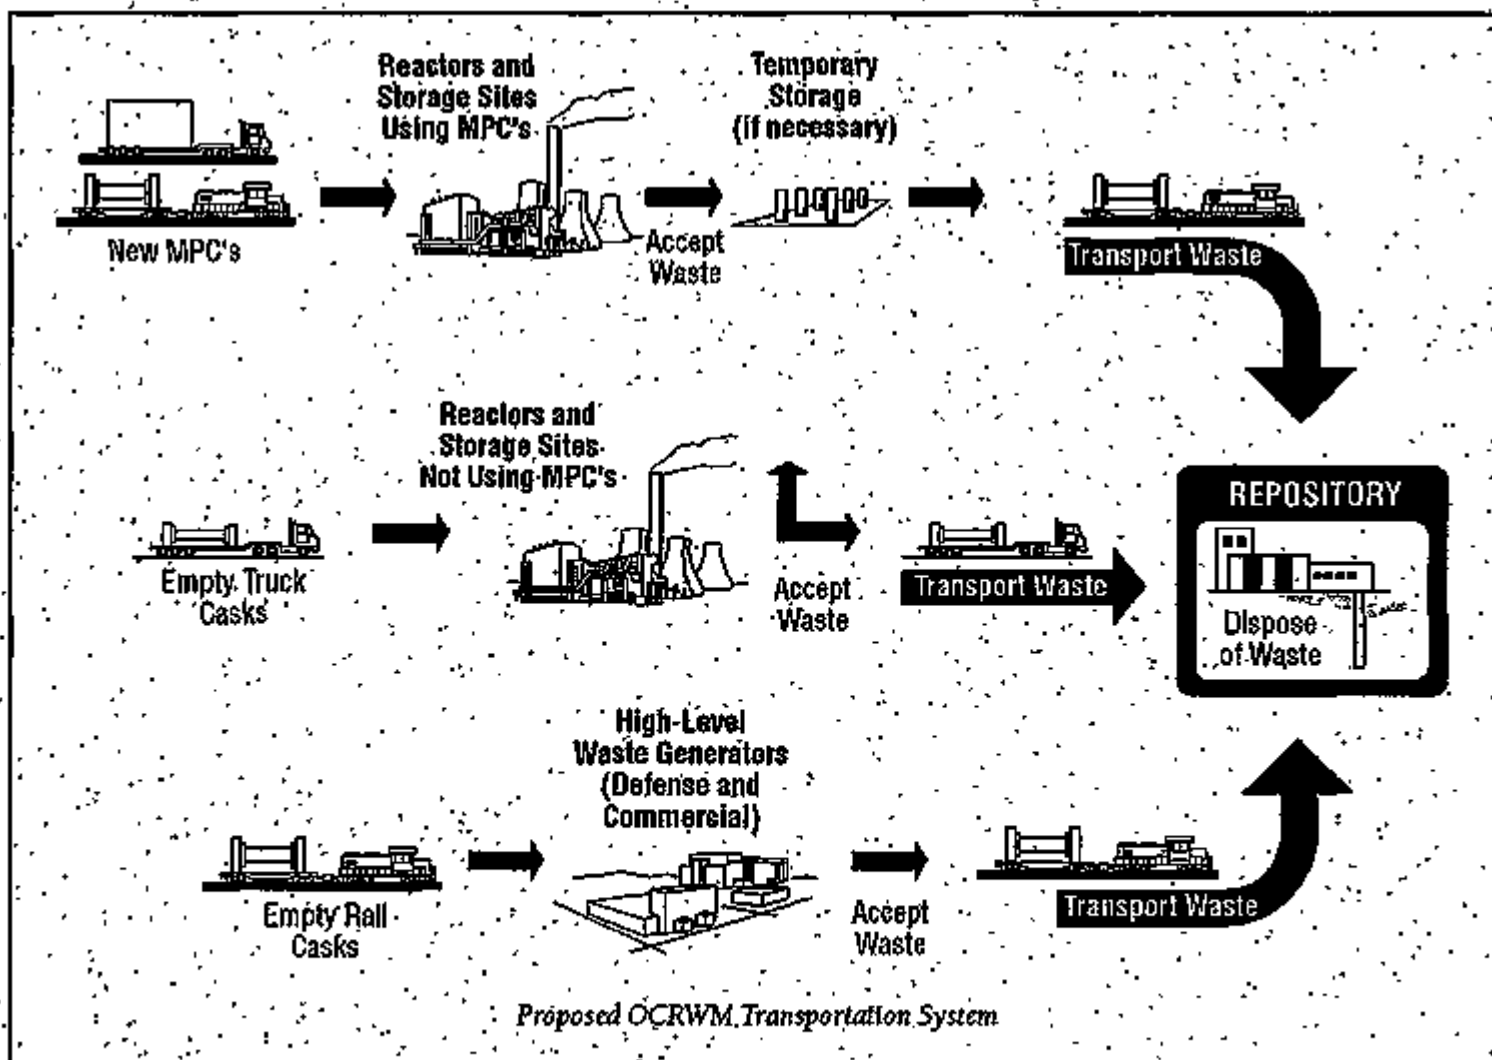 Reactors and
Storage Sites
Using MPC's
Temporary
Storage
(if necessary)
New MPC's
Accept
Waste
Transport Waste
Reactors and
Storage Sites
Not Using MPC's
Empty Truck
Casks
Accept
Waste
Transport Waste
REPOSITORY
Dispose
of Waste
High-Level
Waste Generators
(Defense and
Commercial)
Empty Rail
Casks
Accept
Waste
Transport Waste
Proposed OCRWM Transportation System